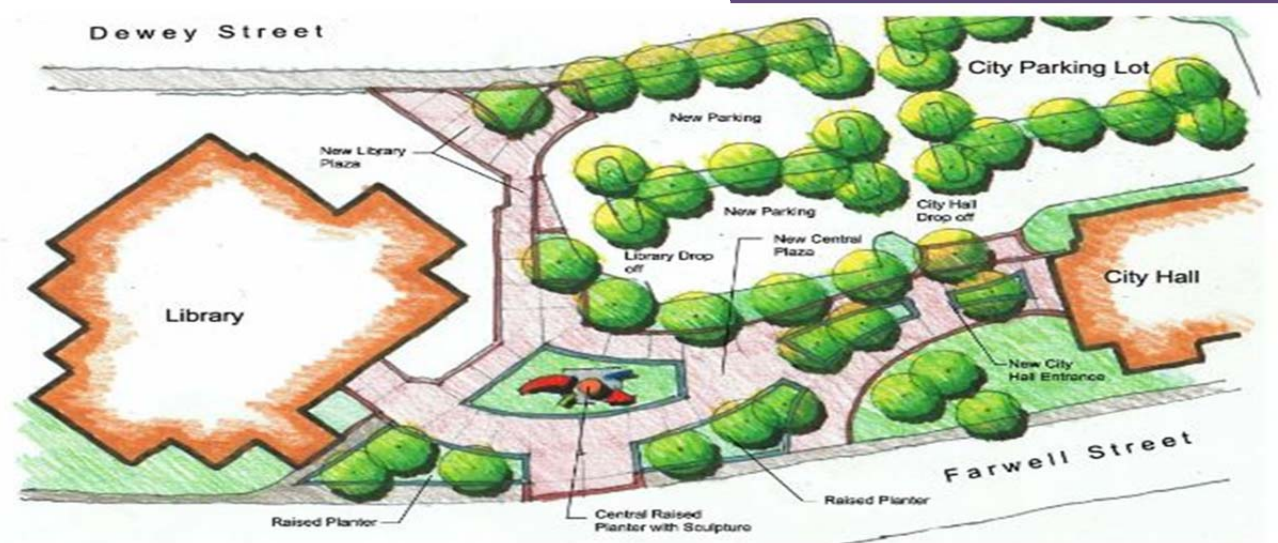 Dewey Street
City Parking Lot
New Parking
New Library
Plaza
New Parking
City Hall
Drop off
New Central
Plaza
Library Drop
off
City Hall
Library
New City
Hall Entrance
Farwell Street
Raised Planter
Raised Planter
Central Raised
Planter with Sculpture